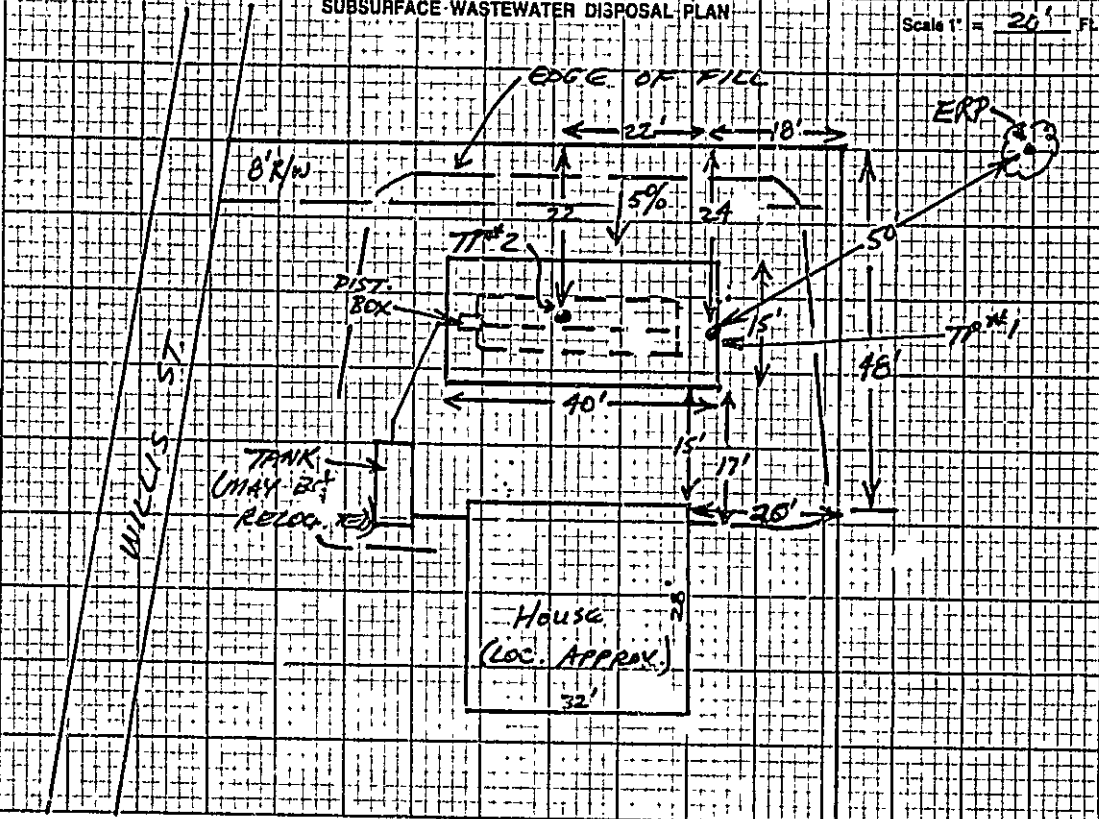 SUBSURFACE WASTEWATER DISPOSAL PLAN
Scale 1" = 20' Ft.
EDGE OF FILL
ERP
22'
18'
8' R/W
5%
22
24
50'
TP#2
DIST.
BOX
15'
TP#1
48'
40'
WILLIS ST.
TANK
(MAY BE
RELOCATED)
15'
17'
20'
28'
HOUSE
(LOC. APPROX.)
32'